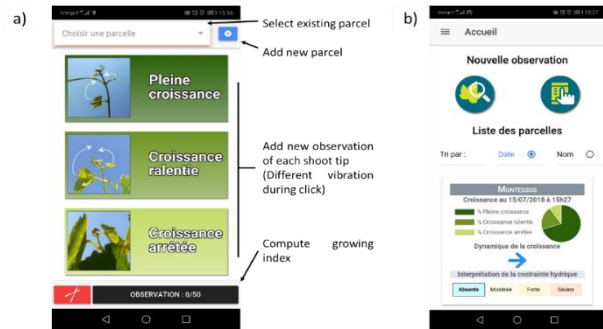 a)
Orange F 13:36
Choisir une parcelle
Select existing parcel
Add new parcel
Pleine
croissance
Croissance
ralentie
Croissance
arrêtée
Add new observation
of each shoot tip
(Different vibration
during click)
Compute growing
index
OBSERVATION : 0/50
b)
Accueil
Nouvelle observation
Liste des parcelles
Tri par : Date Nom
MONTESSUS
Croissance au 15/07/2018 à 15h27
% Pleine croissance
% Croissance ralentie
% Croissance arrêtée
Dynamique de la croissance
Interprétation de la contrainte hydrique
Absente Modérée Forte Sévère